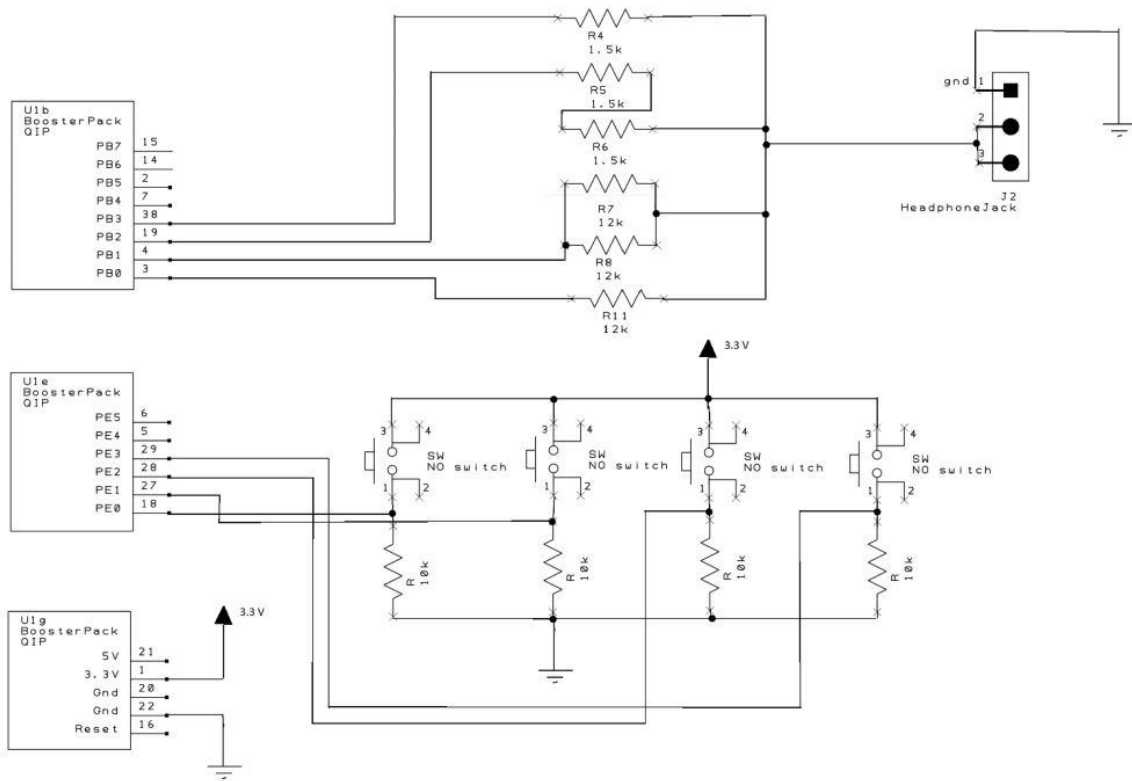 R4
1.5k
R5
1.5k
R6
1.5k
R7
12k
R8
12k
R11
12k
gnd 1
2
3
J2
HeadphoneJack
U1b
BoosterPack
QIP
PB7 15
PB6 14
PB5 2
PB4 7
PB3 38
PB2 19
PB1 4
PB0 3
3.3 V
U1e
BoosterPack
QIP
PE5 6
PE4 5
PE3 29
PE2 28
PE1 27
PE0 18
3 4
SW
NO switch
1 2
R
10k
3 4
SW
NO switch
1 2
R
10k
3 4
SW
NO switch
1 2
R
10k
3 4
SW
NO switch
1 2
R
10k
U1g
BoosterPack
QIP
5V 21
3.3V 1
Gnd 20
Gnd 22
Reset 16
3.3 V